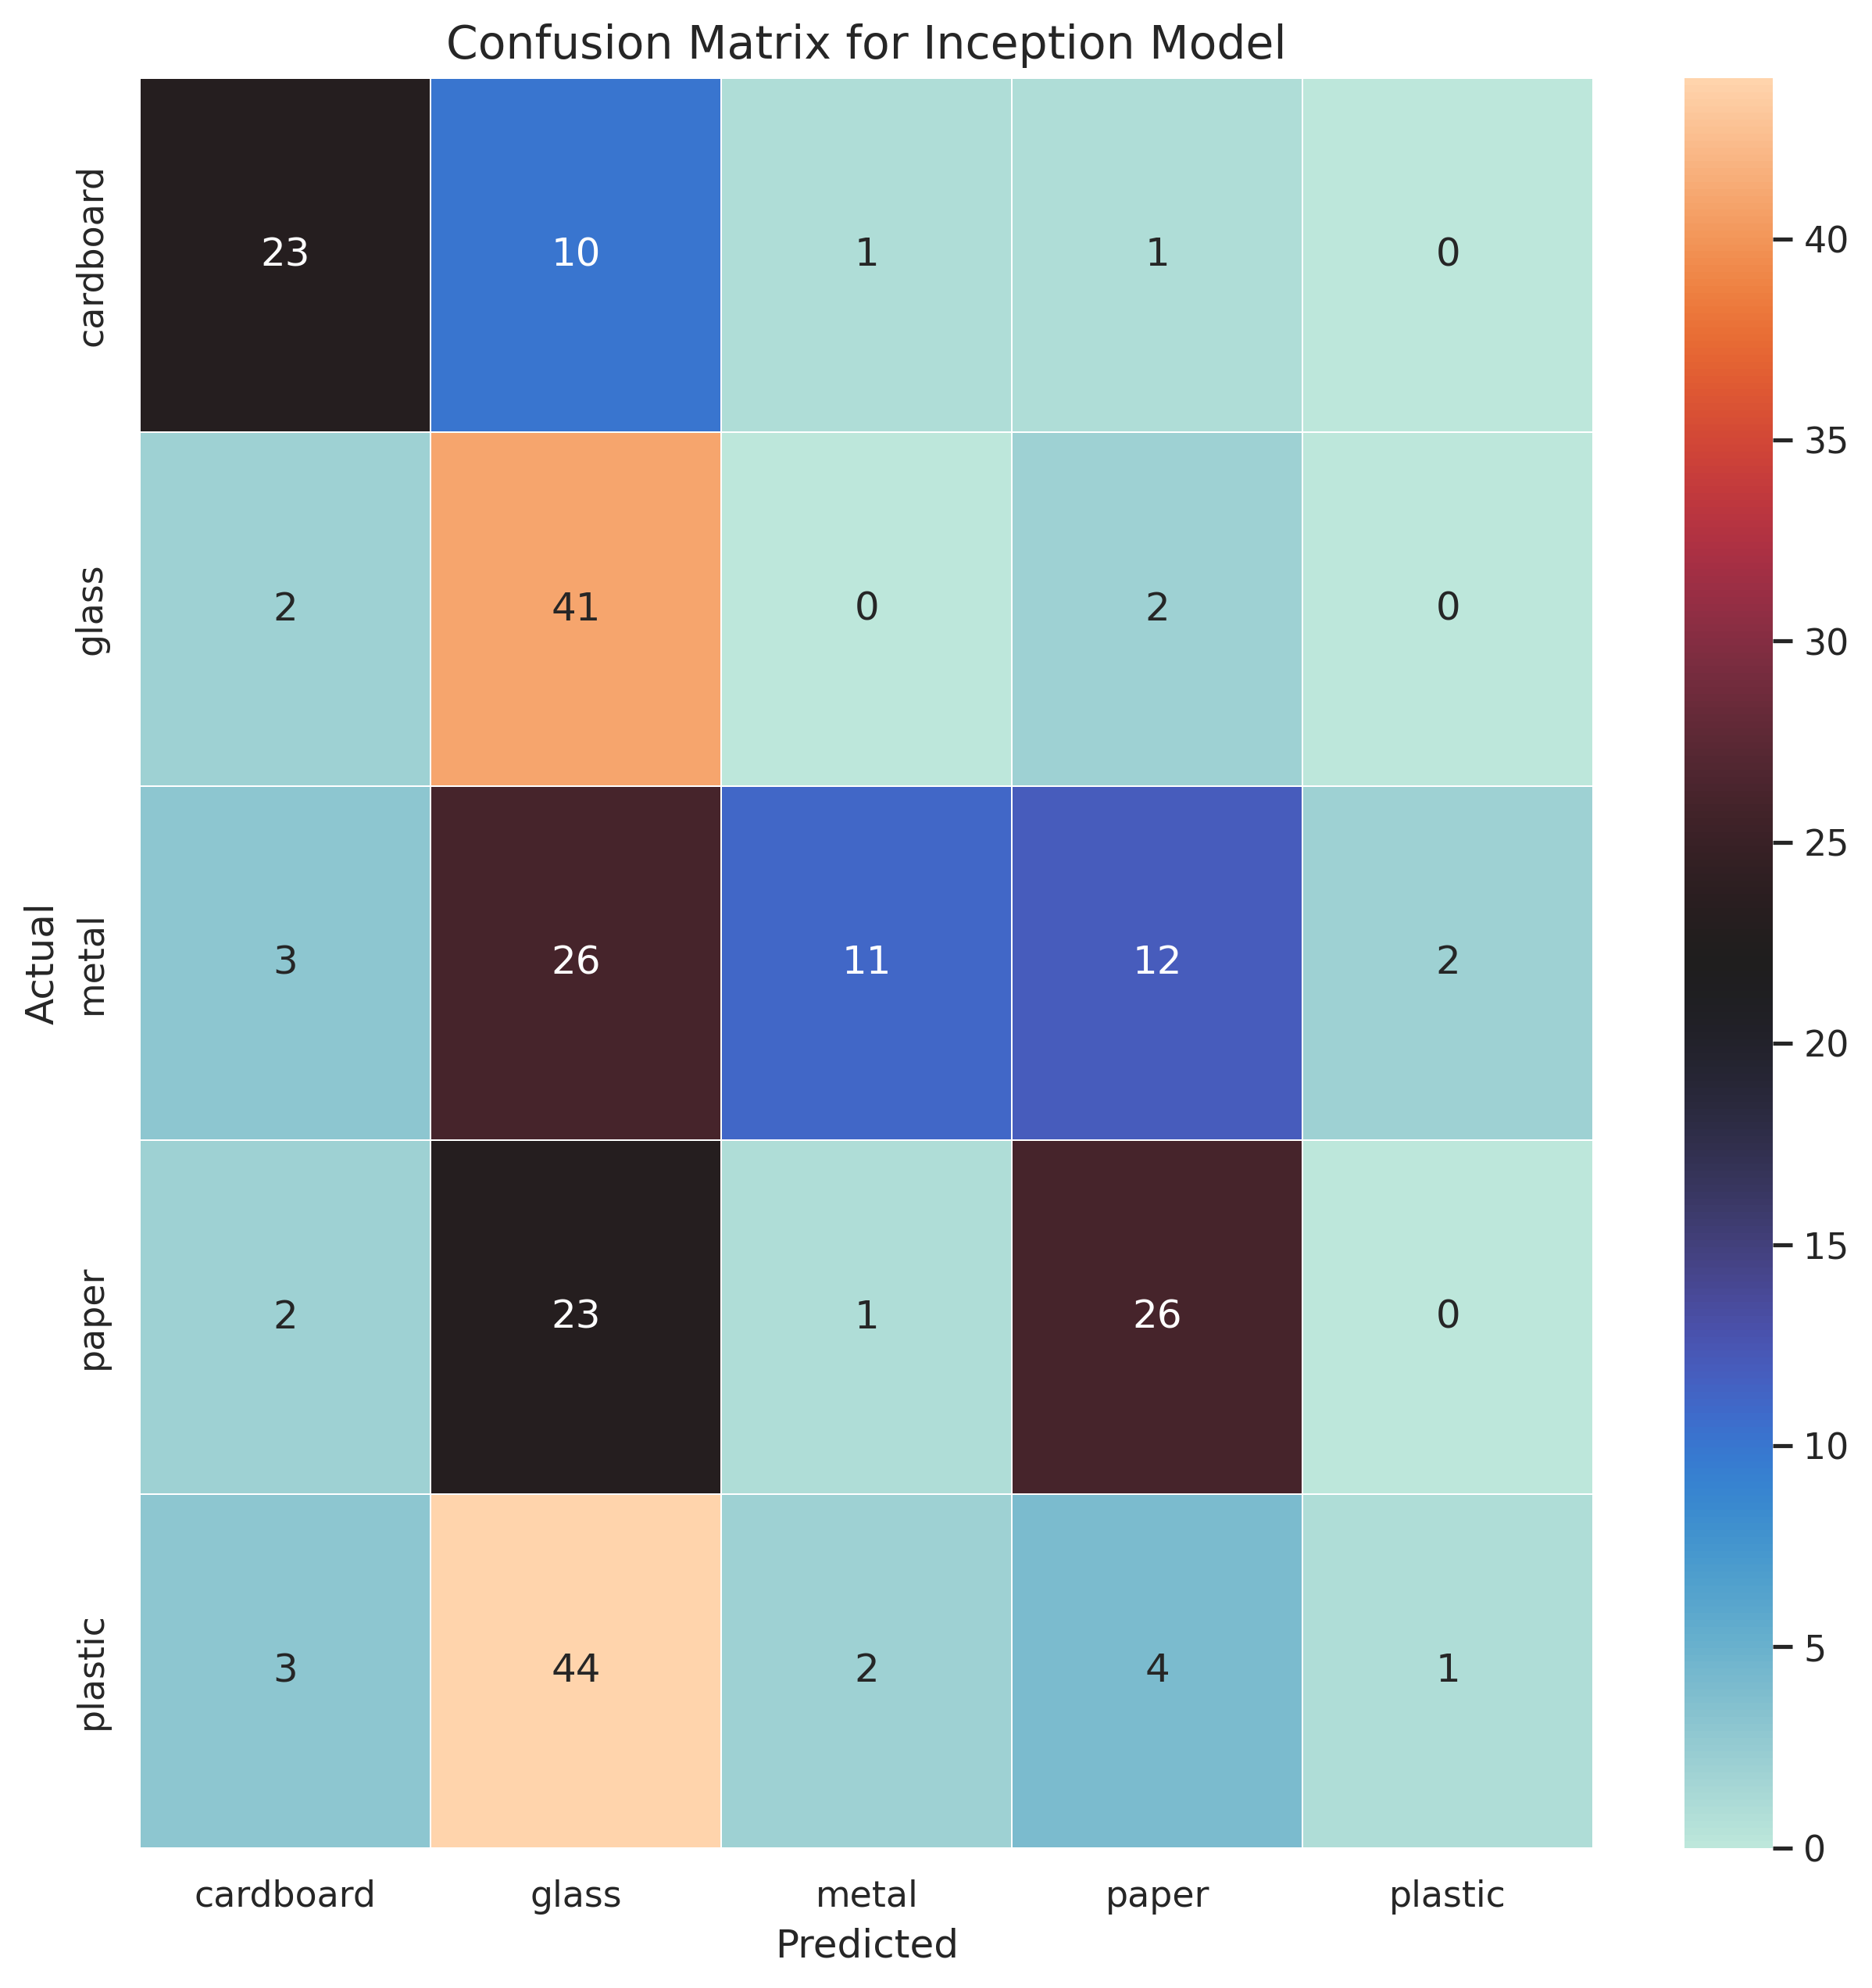 Confusion Matrix for Inception Model
Actual
cardboard
23 10 1 1 0
glass
2 41 0 2 0
metal
3 26 11 12 2
paper
2 23 1 26 0
plastic
3 44 2 4 1
cardboard glass metal paper plastic
Predicted
40
35
30
25
20
15
10
5
0